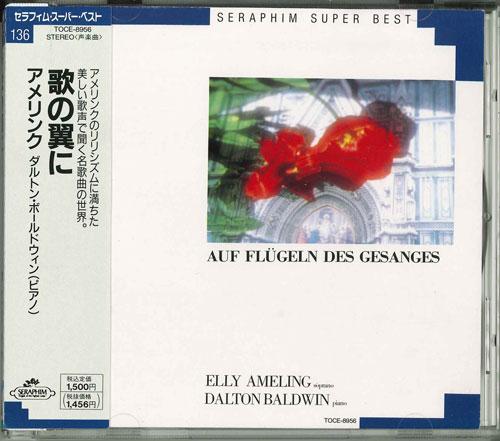 セラフィム・スーパー・ベスト
136
TOCE-8956
STEREO〈声楽曲〉
歌の翼に
アメリンク ダルトン・ボールドウィン(ピアノ)
アメリンクのリリシズムに満ちた
美しい歌声で聞く名歌曲の世界。
税込定価
1,500円
税抜価格
1,456円
SERAPHIM
SERAPHIM SUPER BEST
AUF FLÜGELN DES GESANGES
ELLY AMELING soprano
DALTON BALDWIN piano
TOCE-8956